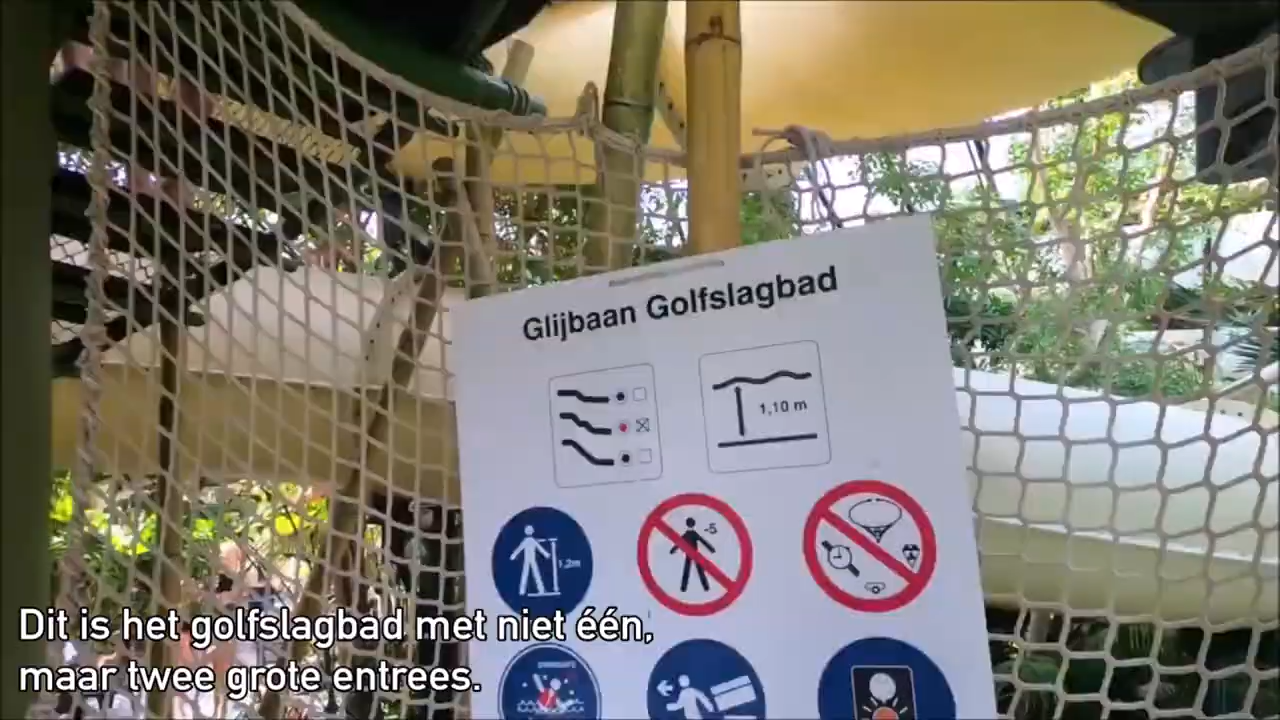 Glijbaan Golfslagbad
1,10 m
1,2m
-5
Dit is het golfslagbad met niet één,
maar twee grote entrees.